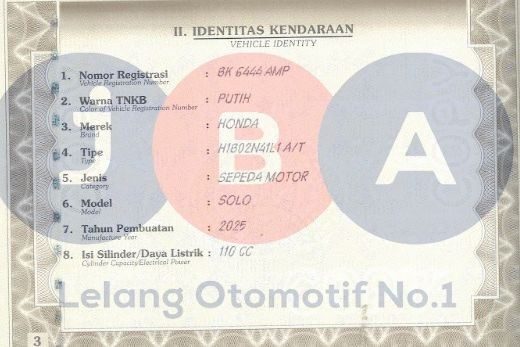 II. IDENTITAS KENDARAAN
VEHICLE IDENTITY
1. Nomor Registrasi : BK 6444 AMP
Vehicle Registration Number
2. Warna TNKB : PUTIH
Color of Vehicle Registration Number
3. Merek : HONDA
Brand
4. Tipe : H1B02N41L1 A/T
Type
5. Jenis : SEPEDA MOTOR
Category
6. Model : SOLO
Model
7. Tahun Pembuatan : 2025
Manufacture Year
8. Isi Silinder/Daya Listrik : 110 CC
Cylinder Capacity/Electrical Power
iBA
Lelang Otomotif No.1
3